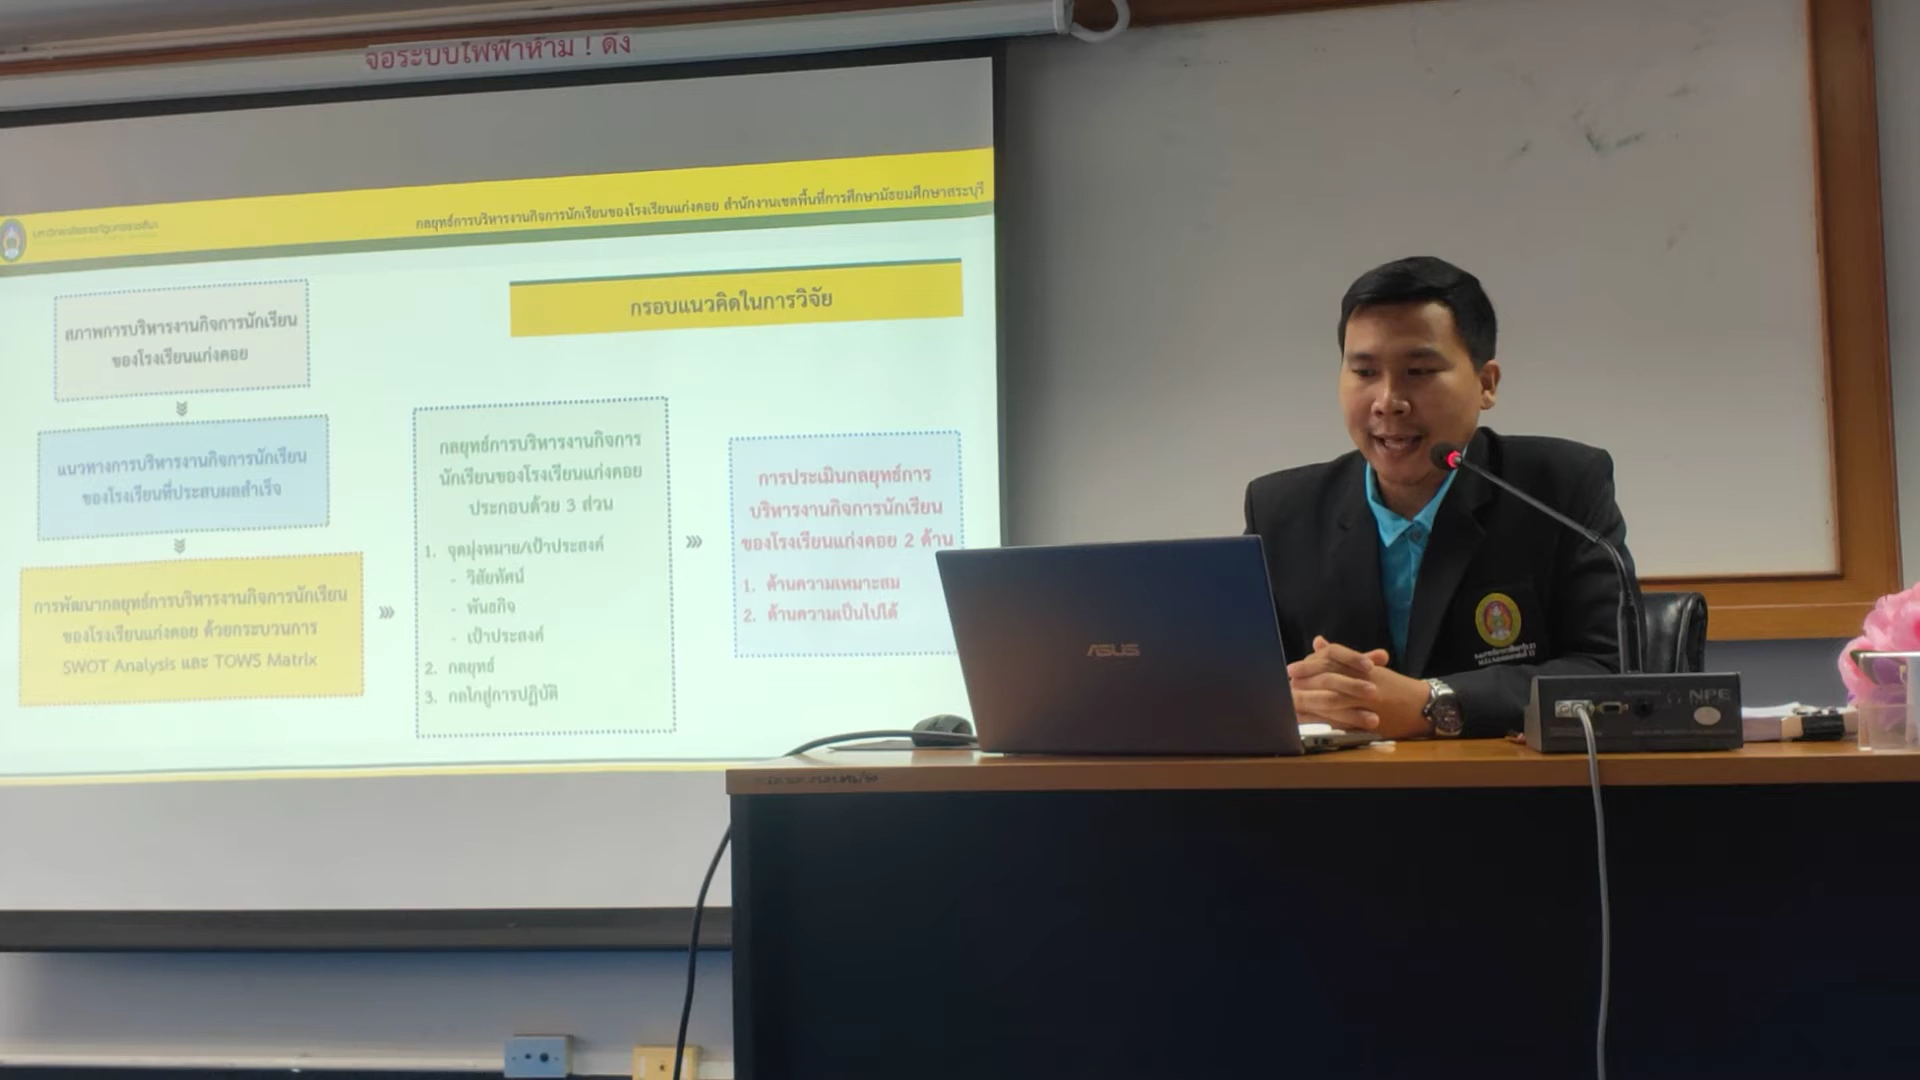 จอระบบไฟฟ้าห้าม ! ดึง
กลยุทธ์การบริหารงานกิจการนักเรียนของโรงเรียนแก่งคอย สำนักงานเขตพื้นที่การศึกษามัธยมศึกษาสระบุรี
กรอบแนวคิดในการวิจัย
สภาพการบริหารงานกิจการนักเรียน
ของโรงเรียนแก่งคอย
แนวทางการบริหารงานกิจการนักเรียน
ของโรงเรียนที่ประสบผลสำเร็จ
การพัฒนากลยุทธ์การบริหารงานกิจการนักเรียน
ของโรงเรียนแก่งคอย ด้วยกระบวนการ
SWOT Analysis และ TOWS Matrix
กลยุทธ์การบริหารงานกิจการ
นักเรียนของโรงเรียนแก่งคอย
ประกอบด้วย 3 ส่วน
1. จุดมุ่งหมาย/เป้าประสงค์
- วิสัยทัศน์
- พันธกิจ
- เป้าประสงค์
2. กลยุทธ์
3. กลไกสู่การปฏิบัติ
การประเมินกลยุทธ์การ
บริหารงานกิจการนักเรียน
ของโรงเรียนแก่งคอย 2 ด้าน
1. ด้านความเหมาะสม
2. ด้านความเป็นไปได้
ASUS
NPE